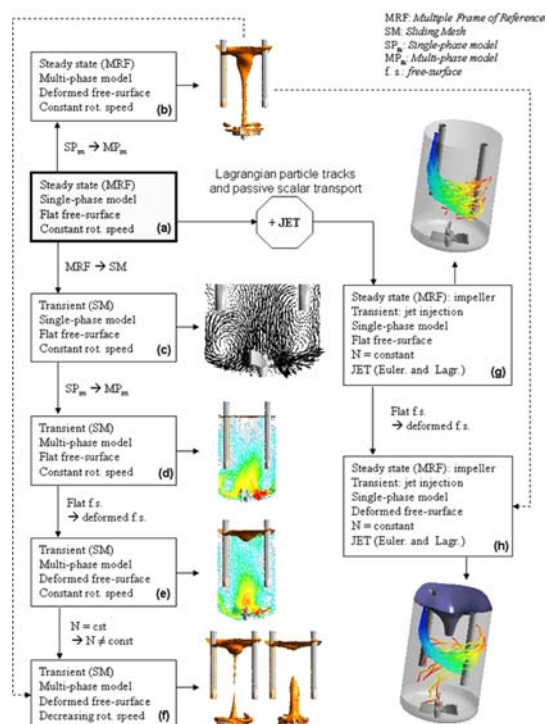 MRF: Multiple Frame of Reference
SM: Sliding Mesh
SPm: Single-phase model
MPm: Multi-phase model
f. s.: free-surface
Steady state (MRF)
Multi-phase model
Deformed free-surface
Constant rot. speed
(b)
SPm → MPm
Steady state (MRF)
Single-phase model
Flat free-surface
Constant rot. speed
(a)
Lagrangian particle tracks
and passive scalar transport
+ JET
MRF → SM
Transient (SM)
Single-phase model
Flat free-surface
Constant rot. speed
(c)
Steady state (MRF): impeller
Transient: jet injection
Single-phase model
Flat free-surface
N = constant
JET (Euler. and Lagr.)
(g)
SPm → MPm
Transient (SM)
Multi-phase model
Flat free-surface
Constant rot. speed
(d)
Flat f.s.
→ deformed f.s.
Flat f.s.
→ deformed f.s.
Transient (SM)
Multi-phase model
Deformed free-surface
Constant rot. speed
(e)
Steady state (MRF): impeller
Transient: jet injection
Single-phase model
Deformed free-surface
N = constant
JET (Euler. and Lagr.)
(h)
N = cst
→ N ≠ const
Transient (SM)
Multi-phase model
Deformed free-surface
Decreasing rot. speed
(f)